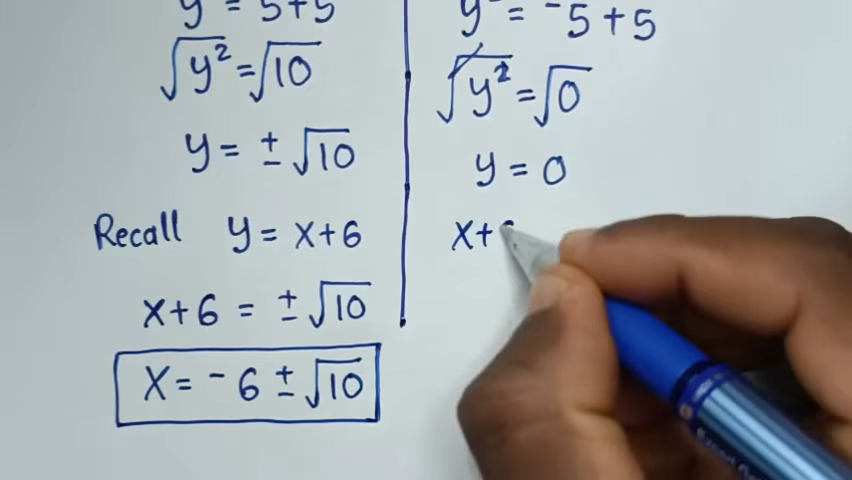 y = 5+5
√y² = √10
y = ± √10
Recall y = x+6
x+6 = ± √10
x = -6 ± √10
y² = -5 + 5
√y² = √0
y = 0
x+